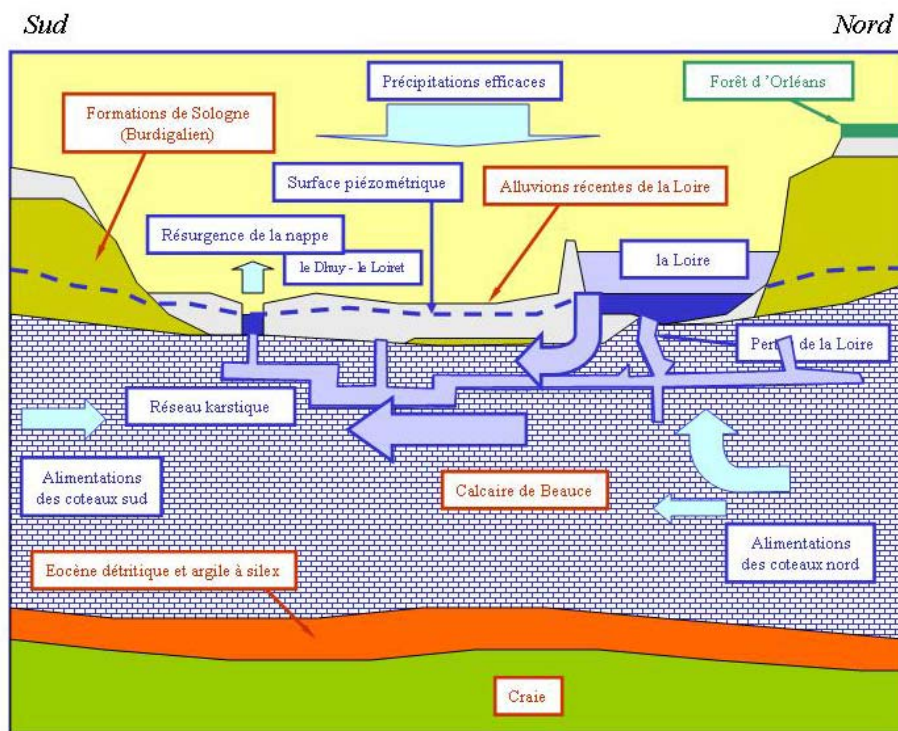 Sud
Nord
Précipitations efficaces
Forêt d'Orléans
Formations de Sologne
(Burdigalien)
Surface piézométrique
Alluvions récentes de la Loire
Résurgence de la nappe
le Dhuy - le Loiret
la Loire
de la Loire
Réseau karstique
Alimentations
des coteaux sud
Calcaire de Beauce
Alimentations
des coteaux nord
Eocène détritique et argile à silex
Craie